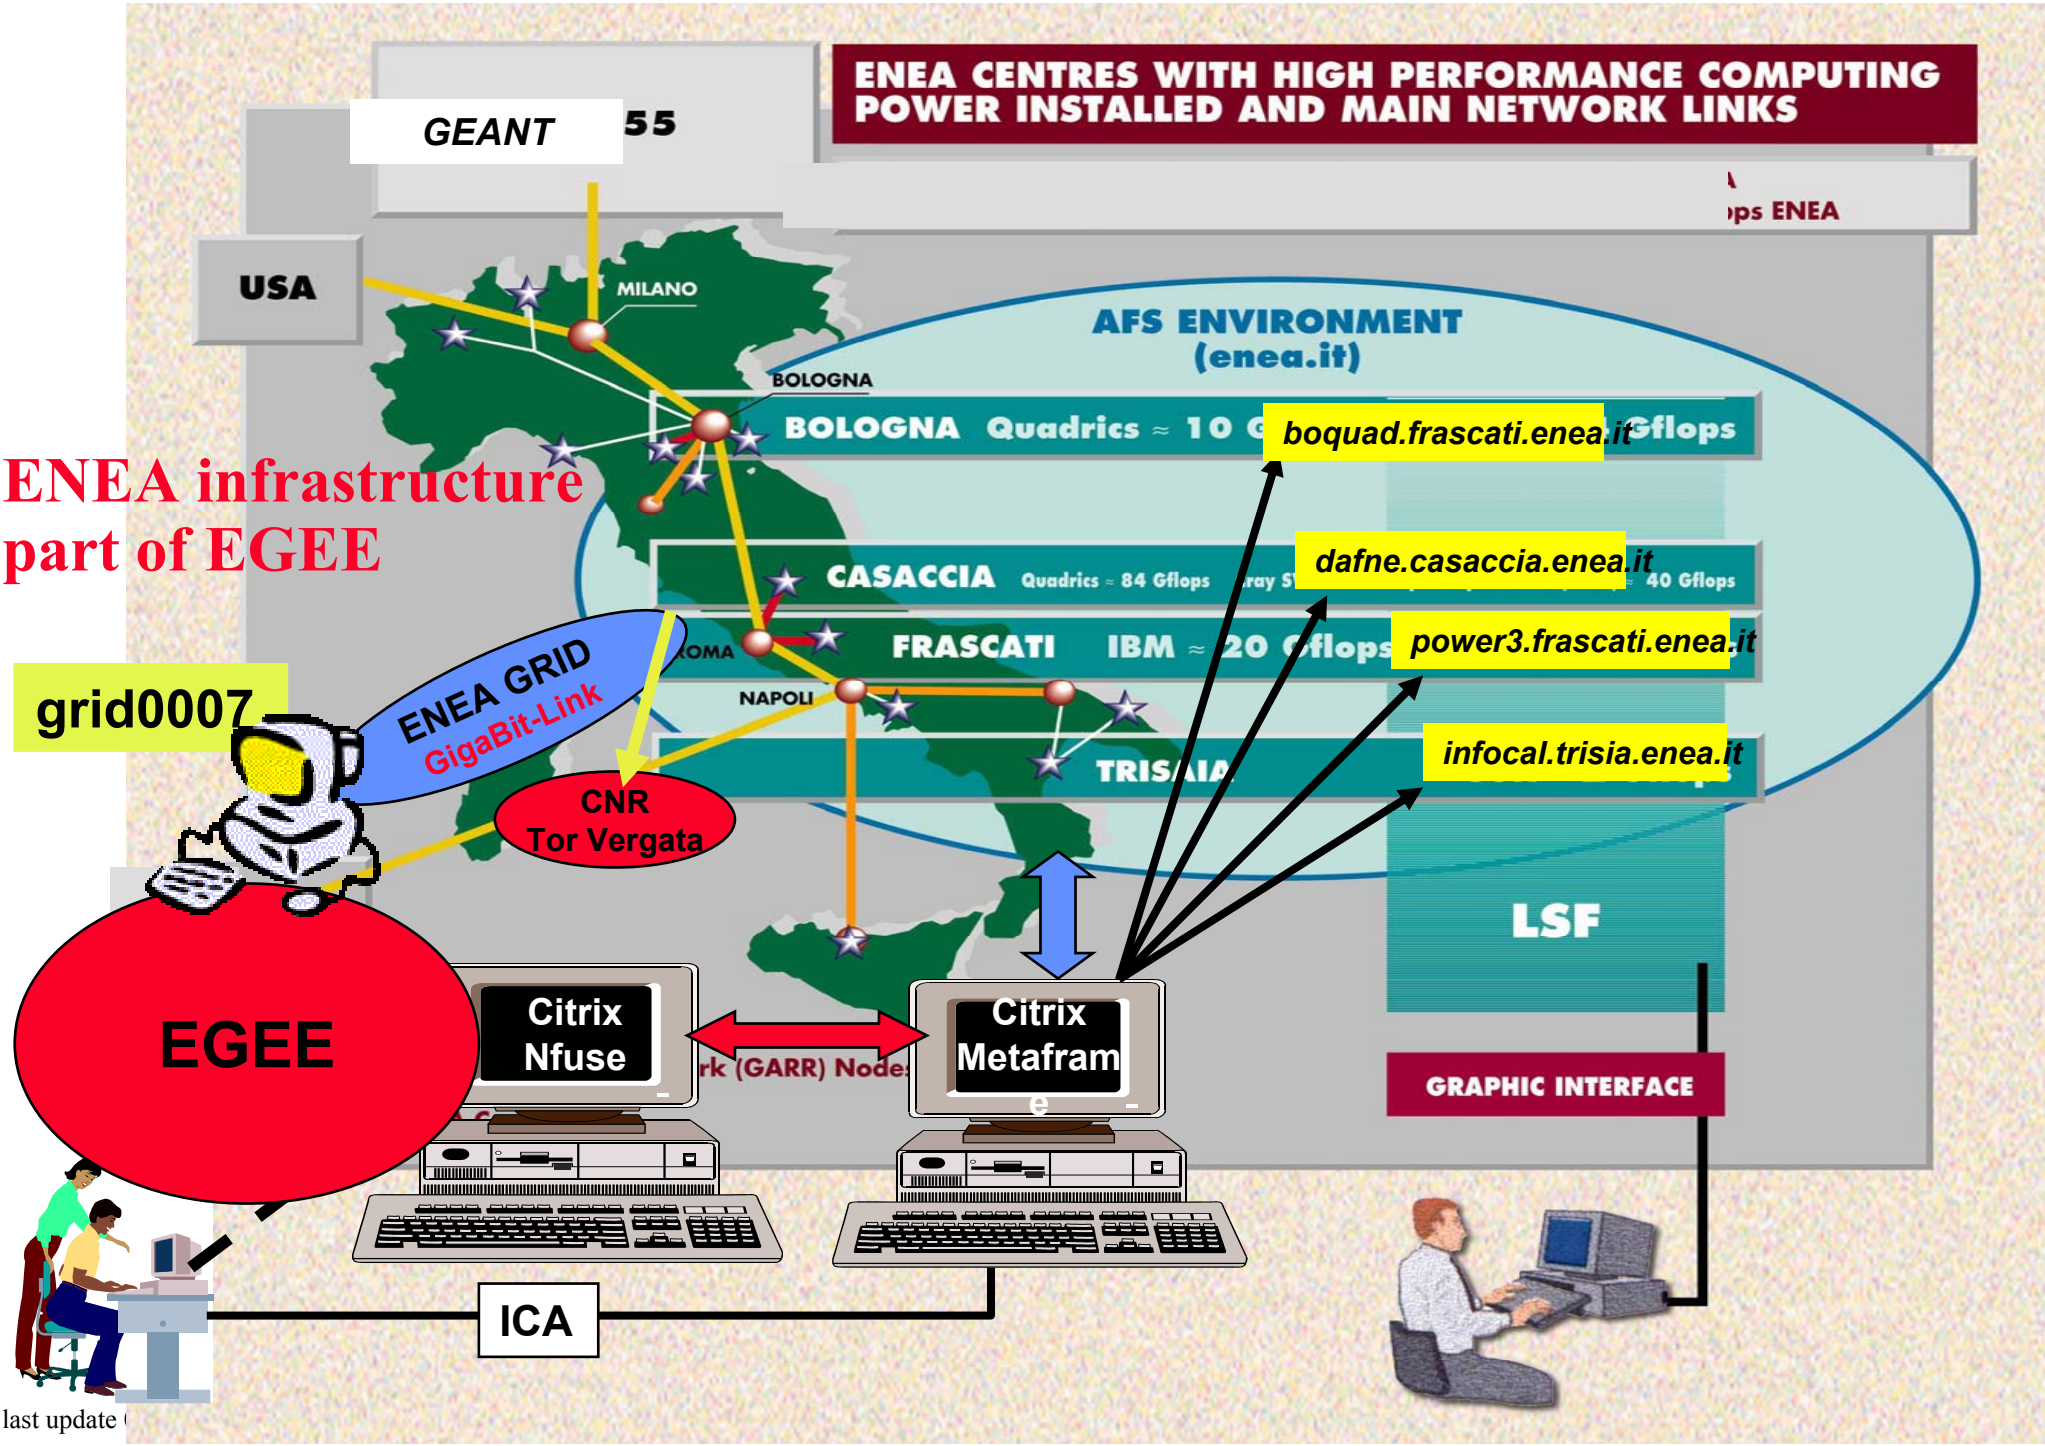 ENEA CENTRES WITH HIGH PERFORMANCE COMPUTING
POWER INSTALLED AND MAIN NETWORK LINKS
GEANT 55
ENEA
USA
MILANO
AFS ENVIRONMENT
(enea.it)
BOLOGNA
BOLOGNA Quadrics ≈ 10 boquad.frascati.enea.it Gflops
ENEA infrastructure
part of EGEE
CASACCIA Quadrics ≈ 84 Gflops dafne.casaccia.enea.it ≈ 40 Gflops
ROMA
FRASCATI IBM ≈ 20 Gflops power3.frascati.enea.it
ENEA GRID
GigaBit-Link
grid0007
NAPOLI
TRISAIA infocal.trisia.enea.it
CNR
Tor Vergata
LSF
EGEE
Citrix
Nfuse
Citrix
Metafram
e
(GARR) Nodes
GRAPHIC INTERFACE
ICA
last update